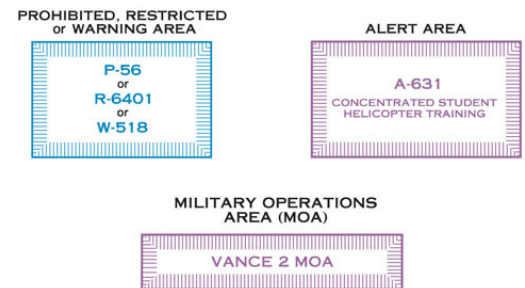 PROHIBITED, RESTRICTED
or WARNING AREA
P-56
or
R-6401
or
W-518
ALERT AREA
A-631
CONCENTRATED STUDENT
HELICOPTER TRAINING
MILITARY OPERATIONS
AREA (MOA)
VANCE 2 MOA